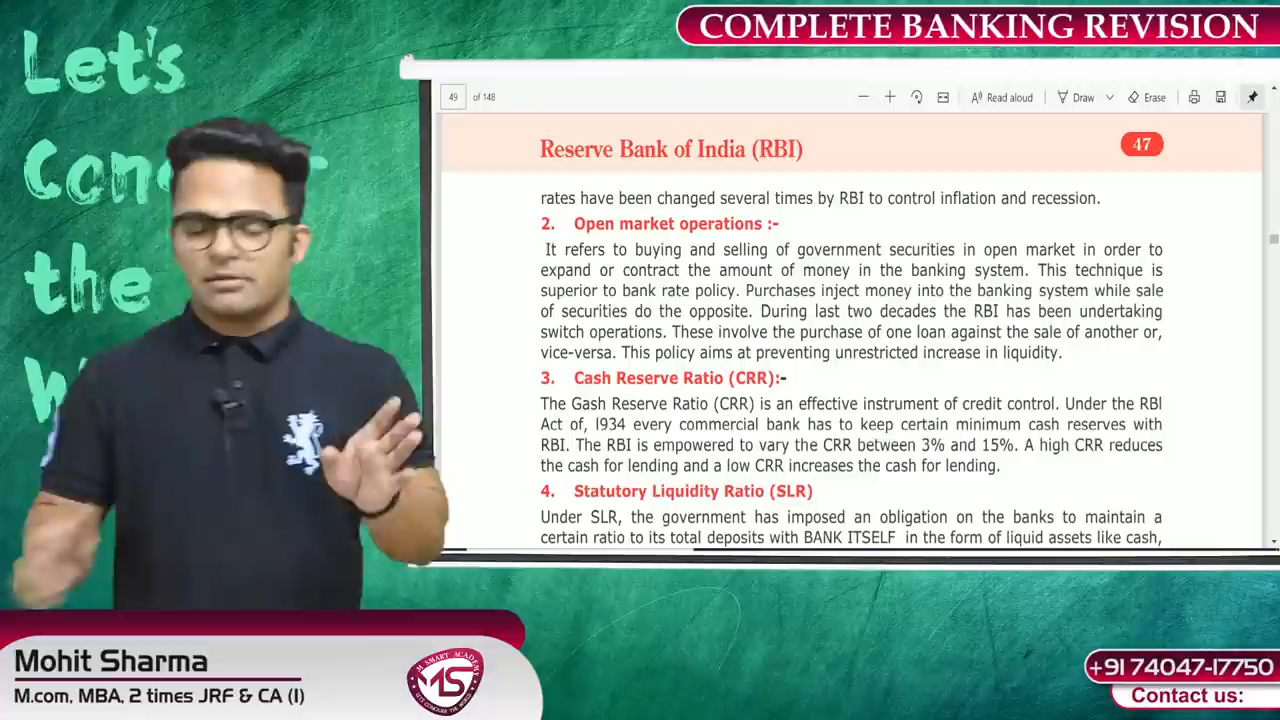 COMPLETE BANKING REVISION
Let's
the
49 of 148
Read aloud
Draw
Erase
Reserve Bank of India (RBI)
47
rates have been changed several times by RBI to control inflation and recession.
2. Open market operations :-
It refers to buying and selling of government securities in open market in order to
expand or contract the amount of money in the banking system. This technique is
superior to bank rate policy. Purchases inject money into the banking system while sale
of securities do the opposite. During last two decades the RBI has been undertaking
switch operations. These involve the purchase of one loan against the sale of another or,
vice-versa. This policy aims at preventing unrestricted increase in liquidity.
3. Cash Reserve Ratio (CRR):-
The Gash Reserve Ratio (CRR) is an effective instrument of credit control. Under the RBI
Act of, l934 every commercial bank has to keep certain minimum cash reserves with
RBI. The RBI is empowered to vary the CRR between 3% and 15%. A high CRR reduces
the cash for lending and a low CRR increases the cash for lending.
4. Statutory Liquidity Ratio (SLR)
Under SLR, the government has imposed an obligation on the banks to maintain a
certain ratio to its total deposits with BANK ITSELF in the form of liquid assets like cash,
Mohit Sharma
M.com, MBA, 2 times JRF & CA (I)
M SMART ACADEMY
MS
LETS CONQUER THE WORLD
+91 74047-17750
Contact us: